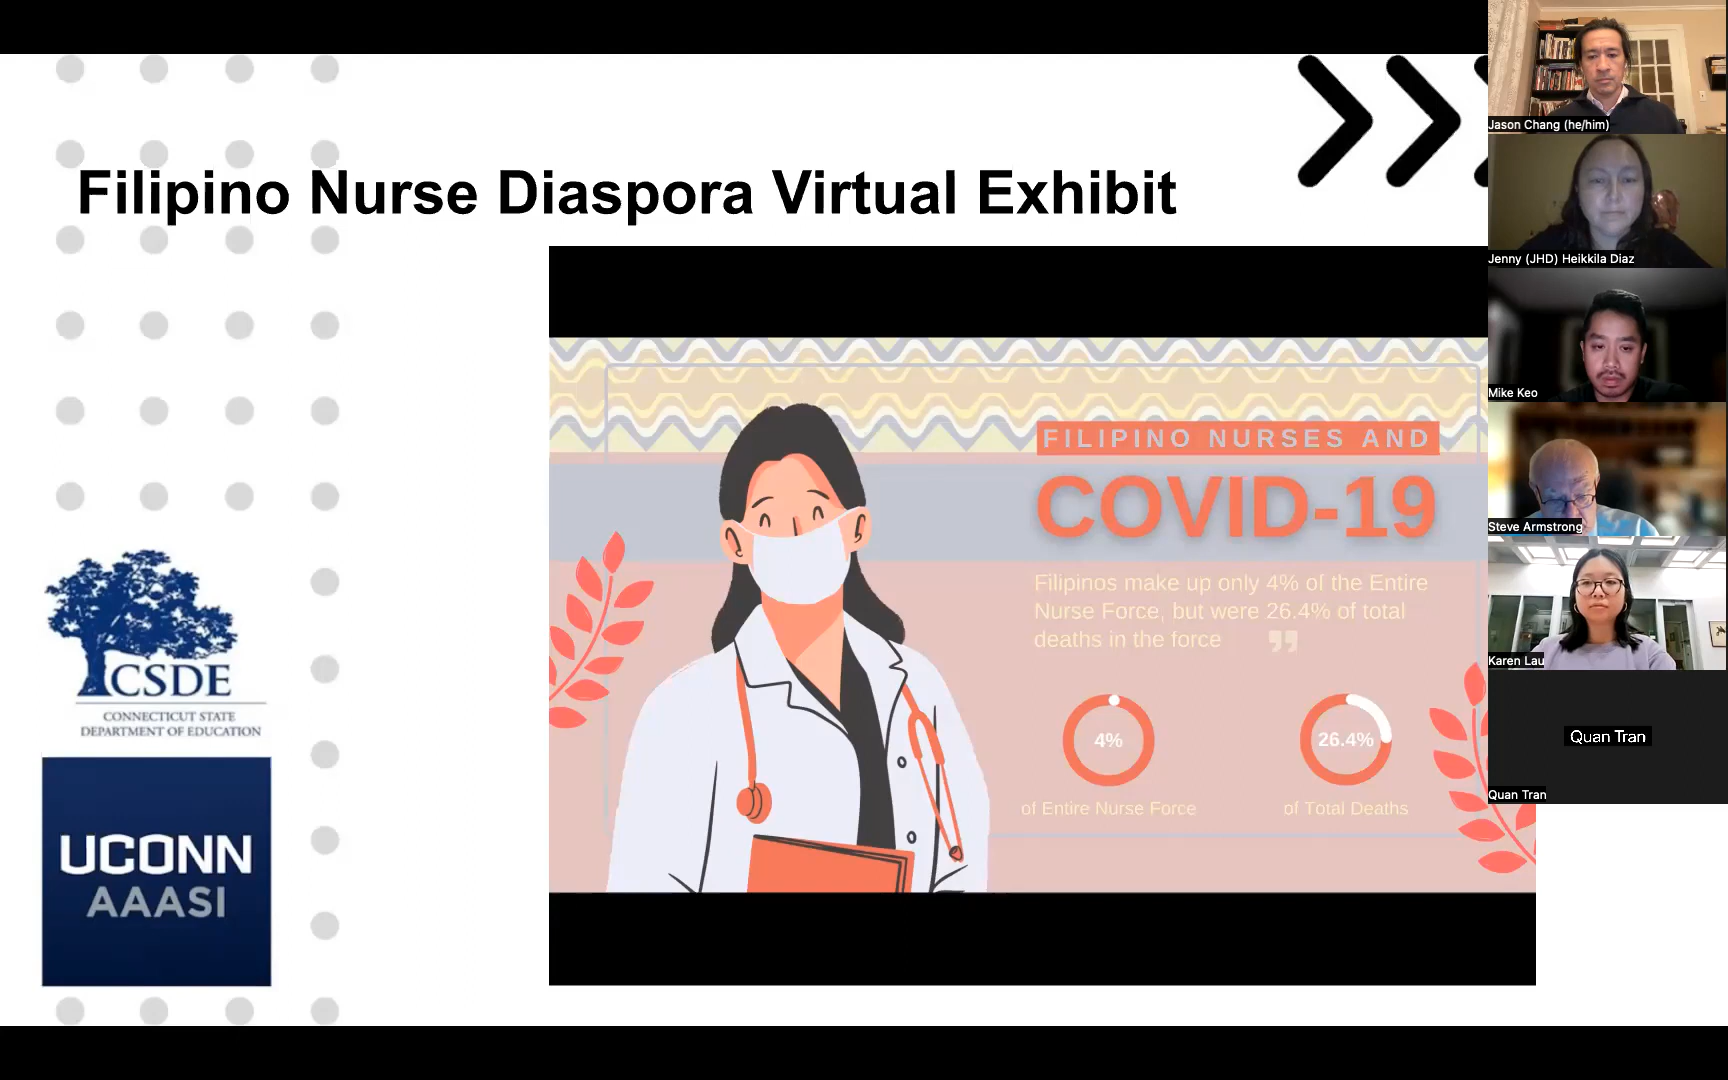 Filipino Nurse Diaspora Virtual Exhibit
FILIPINO NURSES AND
COVID-19
Filipinos make up only 4% of the Entire
Nurse Force, but were 26.4% of total
deaths in the force ”
4%
of Entire Nurse Force
26.4%
of Total Deaths
CSDE
CONNECTICUT STATE
DEPARTMENT OF EDUCATION
UCONN
AAASI
Jason Chang (he/him)
Jenny (JHD) Heikkila Diaz
Mike Keo
Steve Armstrong
Karen Lau
Quan Tran
Quan Tran